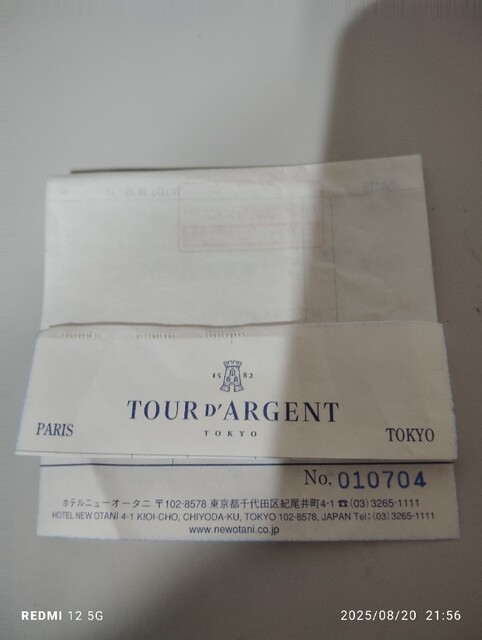 15 82
TOUR D'ARGENT
TOKYO
PARIS
TOKYO
No. 010704
ホテルニューオータニ 〒102-8578 東京都千代田区紀尾井町4-1 ☎(03)3265-1111
HOTEL NEW OTANI 4-1 KIOI-CHO, CHIYODA-KU, TOKYO 102-8578, JAPAN Tel:(03)3265-1111
www.newotani.co.jp
REDMI 12 5G
2025/08/20 21:56